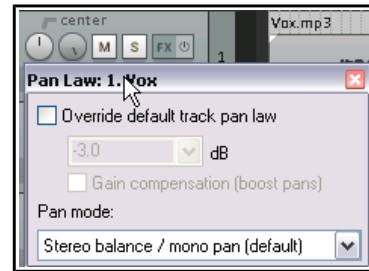 center
Vox.mp3
M S FX
1
Pan Law: 1. Vox
Override default track pan law
-3.0 dB
Gain compensation (boost pans)
Pan mode:
Stereo balance / mono pan (default)